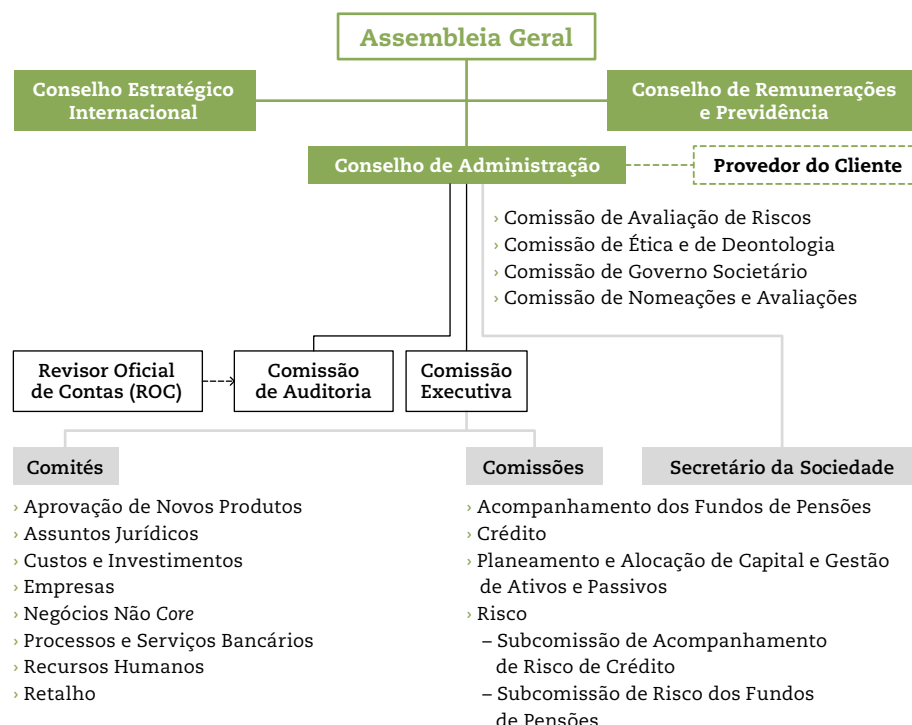 Assembleia Geral
Conselho Estratégico
Internacional
Conselho de Remunerações
e Previdência
Conselho de Administração
Provedor do Cliente
› Comissão de Avaliação de Riscos
› Comissão de Ética e de Deontologia
› Comissão de Governo Societário
› Comissão de Nomeações e Avaliações
Revisor Oficial
de Contas (ROC)
Comissão
de Auditoria
Comissão
Executiva
Comités
› Aprovação de Novos Produtos
› Assuntos Jurídicos
› Custos e Investimentos
› Empresas
› Negócios Não Core
› Processos e Serviços Bancários
› Recursos Humanos
› Retalho
Comissões
› Acompanhamento dos Fundos de Pensões
› Crédito
› Planeamento e Alocação de Capital e Gestão
de Ativos e Passivos
› Risco
– Subcomissão de Acompanhamento
de Risco de Crédito
– Subcomissão de Risco dos Fundos
de Pensões
Secretário da Sociedade